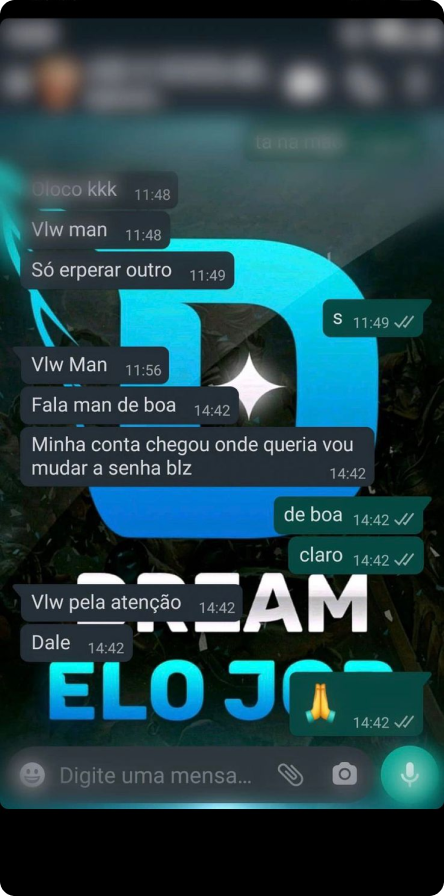 ta na mão
Oloco kkk 11:48
Vlw man 11:48
Só erperar outro 11:49
s 11:49
Vlw Man 11:56
Fala man de boa 14:42
Minha conta chegou onde queria vou
mudar a senha blz 14:42
de boa 14:42
claro 14:42
Vlw pela atenção 14:42
DREAM
Dale 14:42
ELO JOB
🙏 14:42
Digite uma mensa...